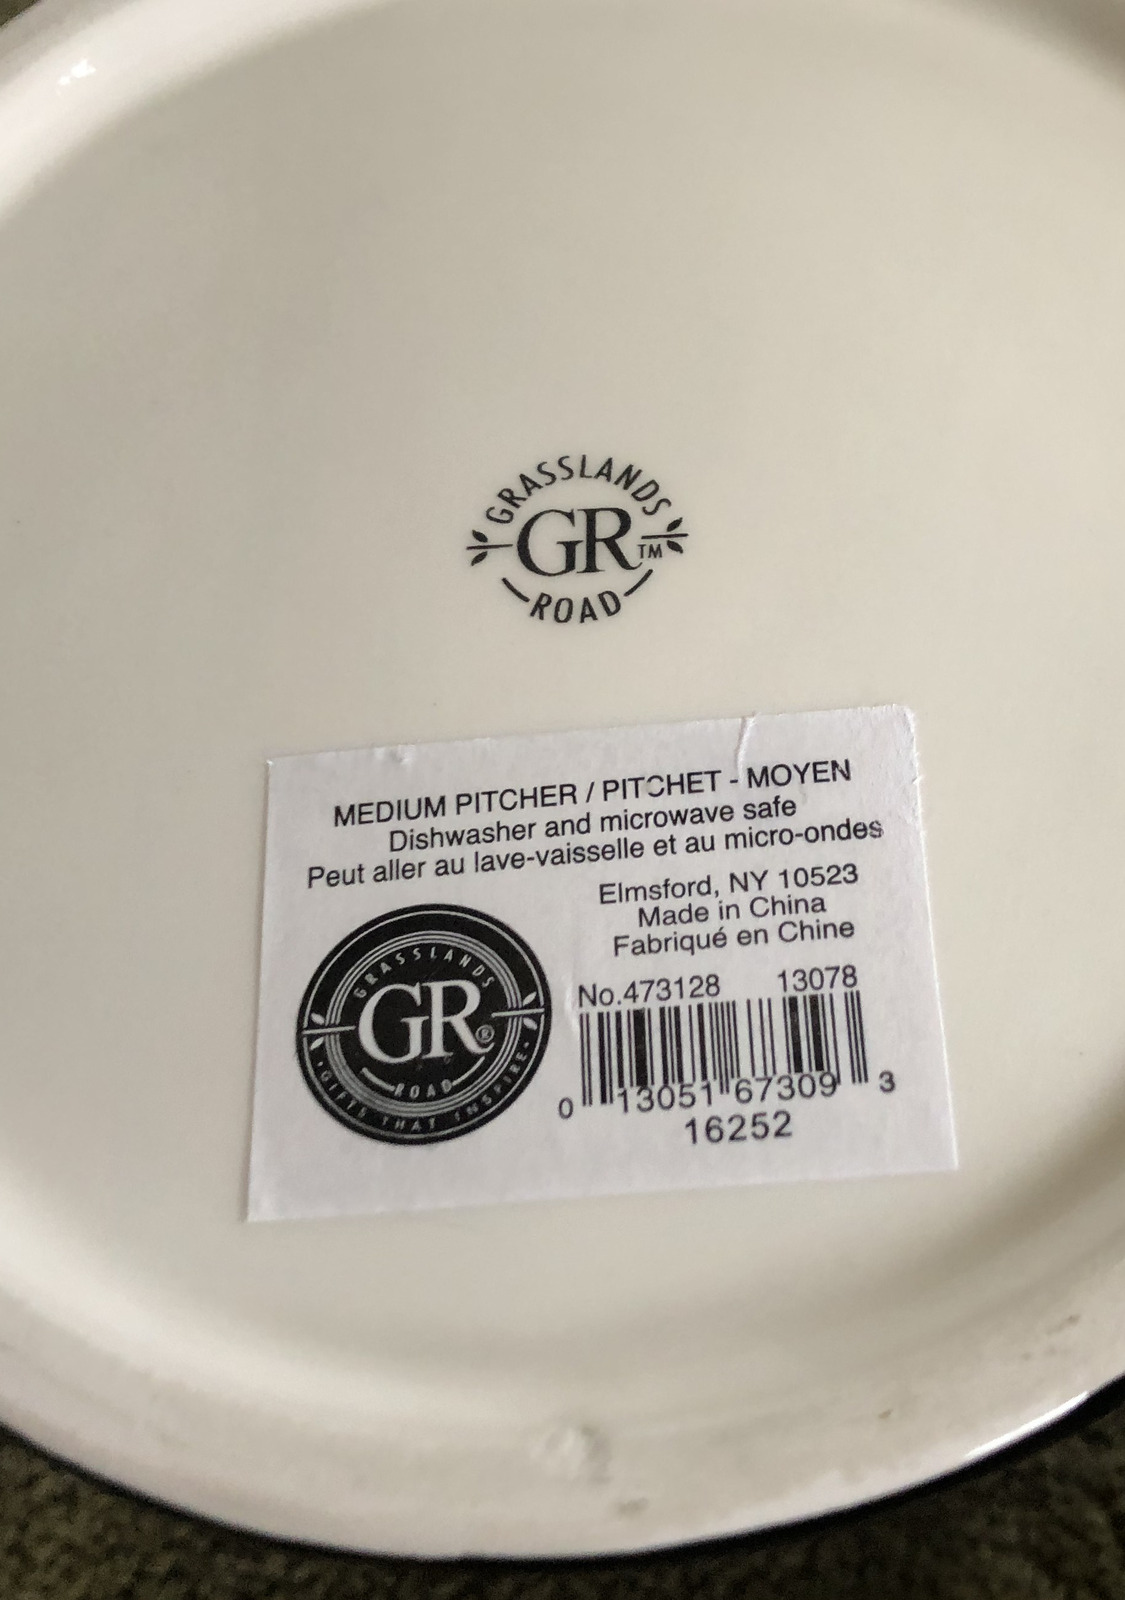 GRASSLANDS
GR TM
ROAD
MEDIUM PITCHER / PITCHET - MOYEN
Dishwasher and microwave safe
Peut aller au lave-vaisselle et au micro-ondes
Elmsford, NY 10523
Made in China
Fabriqué en Chine
GRASSLANDS
GR ®
ROAD
GIFTS THAT INSPIRE
No.473128 13078
0 13051 67309 3
16252